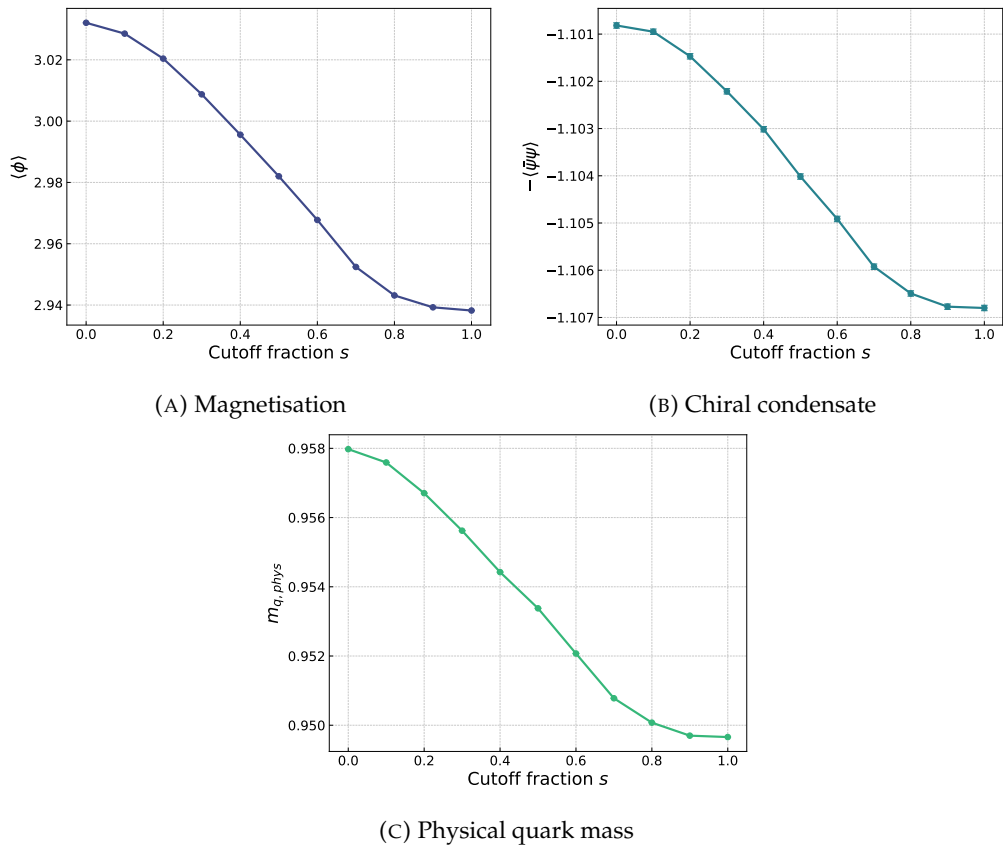 3.02
3.00
2.98
2.96
2.94
⟨ϕ⟩
0.0 0.2 0.4 0.6 0.8 1.0
Cutoff fraction s
(A) Magnetisation
−1.101
−1.102
−1.103
−1.104
−1.105
−1.106
−1.107
−⟨ψ̄ψ⟩
0.0 0.2 0.4 0.6 0.8 1.0
Cutoff fraction s
(B) Chiral condensate
0.958
0.956
0.954
0.952
0.950
m_{q,phys}
0.0 0.2 0.4 0.6 0.8 1.0
Cutoff fraction s
(C) Physical quark mass